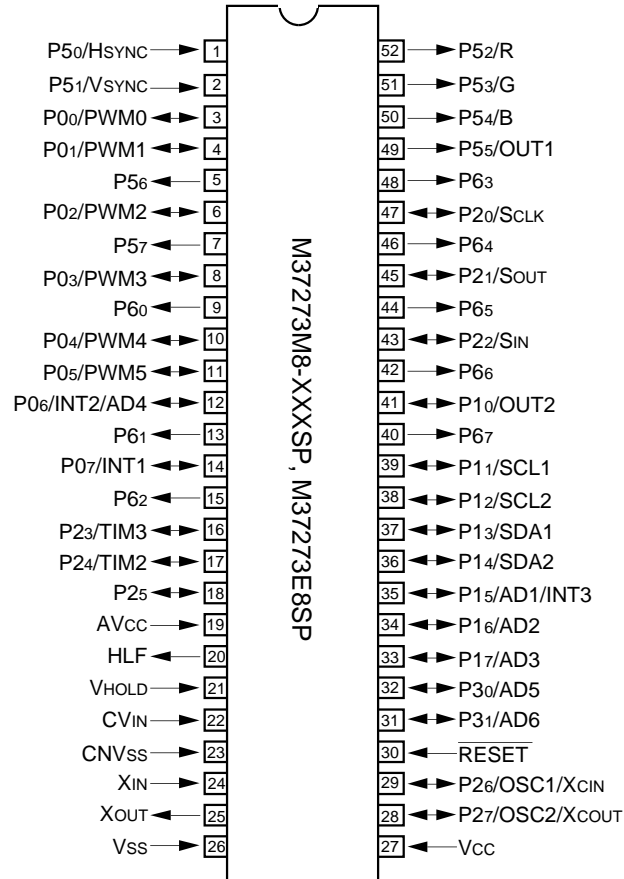 P50/HSYNC 1
P51/VSYNC 2
P00/PWM0 3
P01/PWM1 4
P56 5
P02/PWM2 6
P57 7
P03/PWM3 8
P60 9
P04/PWM4 10
P05/PWM5 11
P06/INT2/AD4 12
P61 13
P07/INT1 14
P62 15
P23/TIM3 16
P24/TIM2 17
P25 18
AVCC 19
HLF 20
VHOLD 21
CVIN 22
CNVSS 23
XIN 24
XOUT 25
VSS 26
M37273M8-XXXSP, M37273E8SP
52 P52/R
51 P53/G
50 P54/B
49 P55/OUT1
48 P63
47 P20/SCLK
46 P64
45 P21/SOUT
44 P65
43 P22/SIN
42 P66
41 P10/OUT2
40 P67
39 P11/SCL1
38 P12/SCL2
37 P13/SDA1
36 P14/SDA2
35 P15/AD1/INT3
34 P16/AD2
33 P17/AD3
32 P30/AD5
31 P31/AD6
30 RESET
29 P26/OSC1/XCIN
28 P27/OSC2/XCOUT
27 VCC